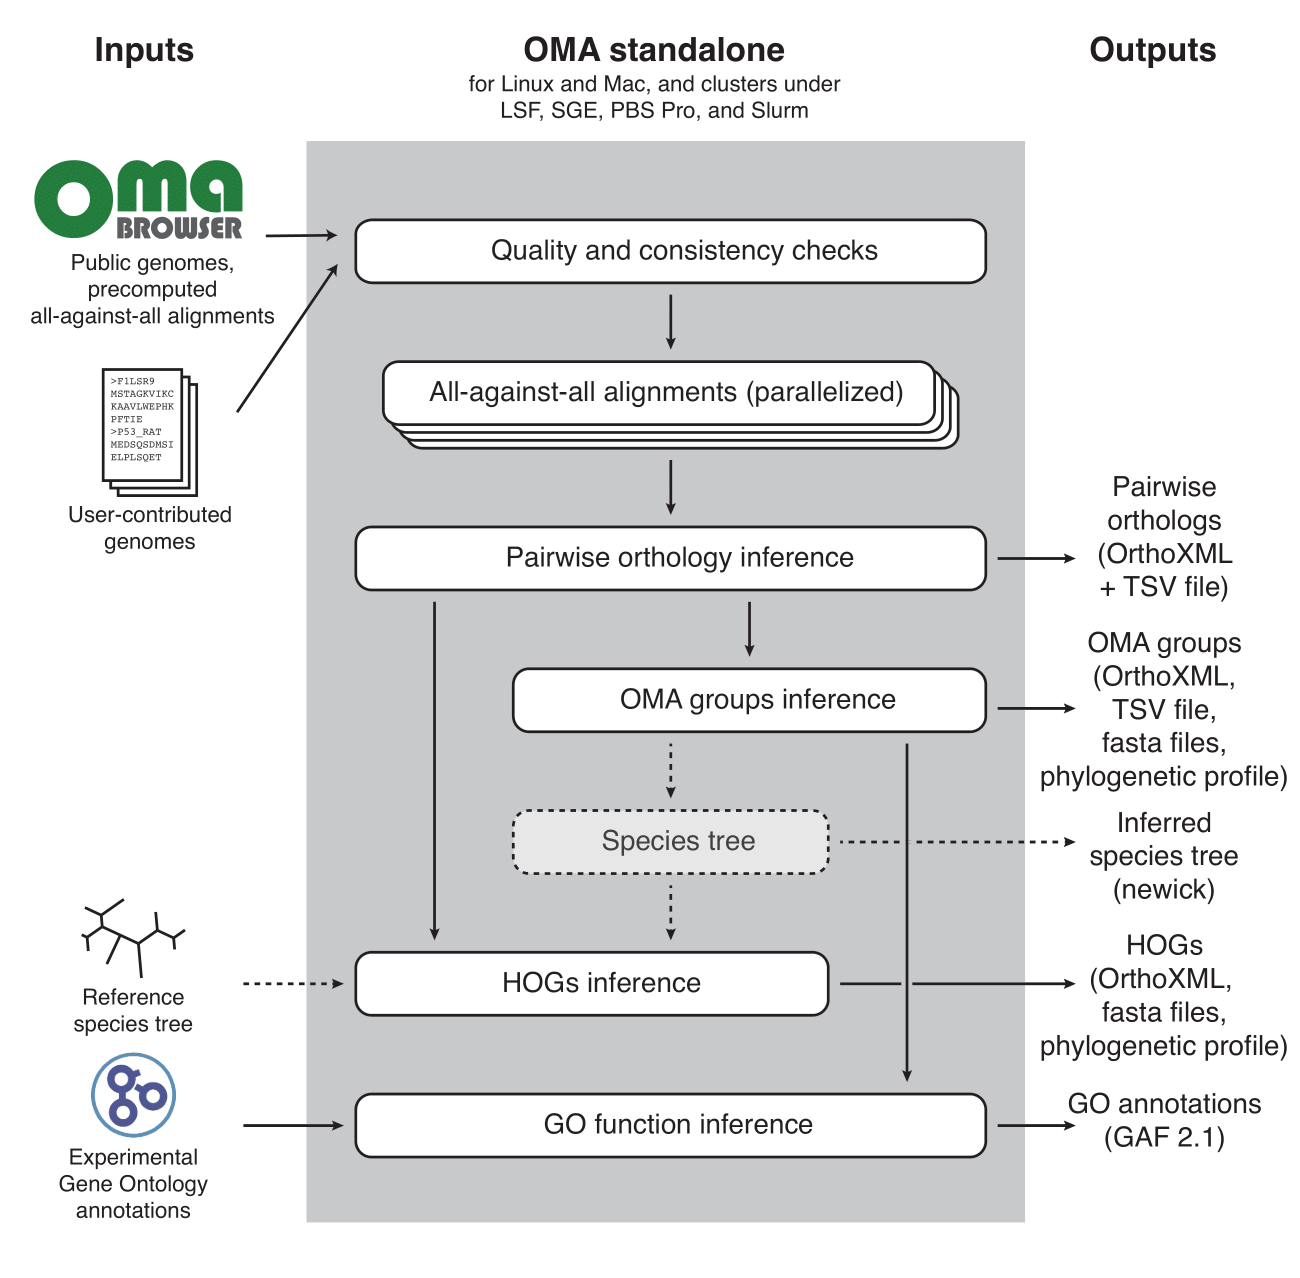 Inputs
OMA standalone
Outputs
for Linux and Mac, and clusters under
LSF, SGE, PBS Pro, and Slurm
oma
BROWSER
Public genomes,
precomputed
all-against-all alignments
>F1LSR9
MSTAGKVIKC
KAAVLWEPHK
PFTIE
>P53_RAT
MEDSQSDMSI
ELPLSQET
User-contributed
genomes
Quality and consistency checks
All-against-all alignments (parallelized)
Pairwise orthology inference
Pairwise
orthologs
(OrthoXML
+ TSV file)
OMA groups inference
OMA groups
(OrthoXML,
TSV file,
fasta files,
phylogenetic profile)
Species tree
Inferred
species tree
(newick)
Reference
species tree
HOGs inference
HOGs
(OrthoXML,
fasta files,
phylogenetic profile)
Experimental
Gene Ontology
annotations
GO function inference
GO annotations
(GAF 2.1)